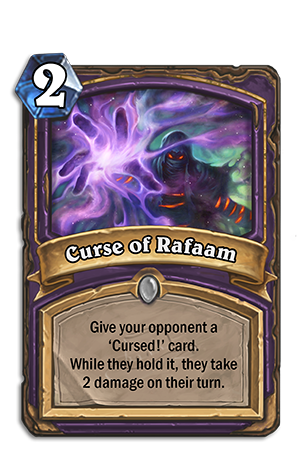 2
Curse of Rafaam
Give your opponent a
'Cursed!' card.
While they hold it, they take
2 damage on their turn.